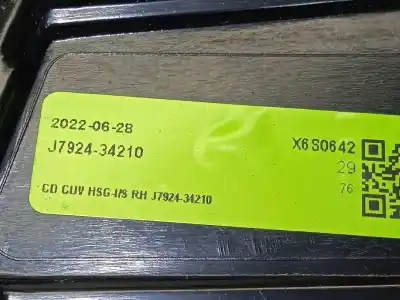 2022-06-28
J7924-34210
X6S0642
29
76
CD CUV HSG-I/S RH J7924-34210